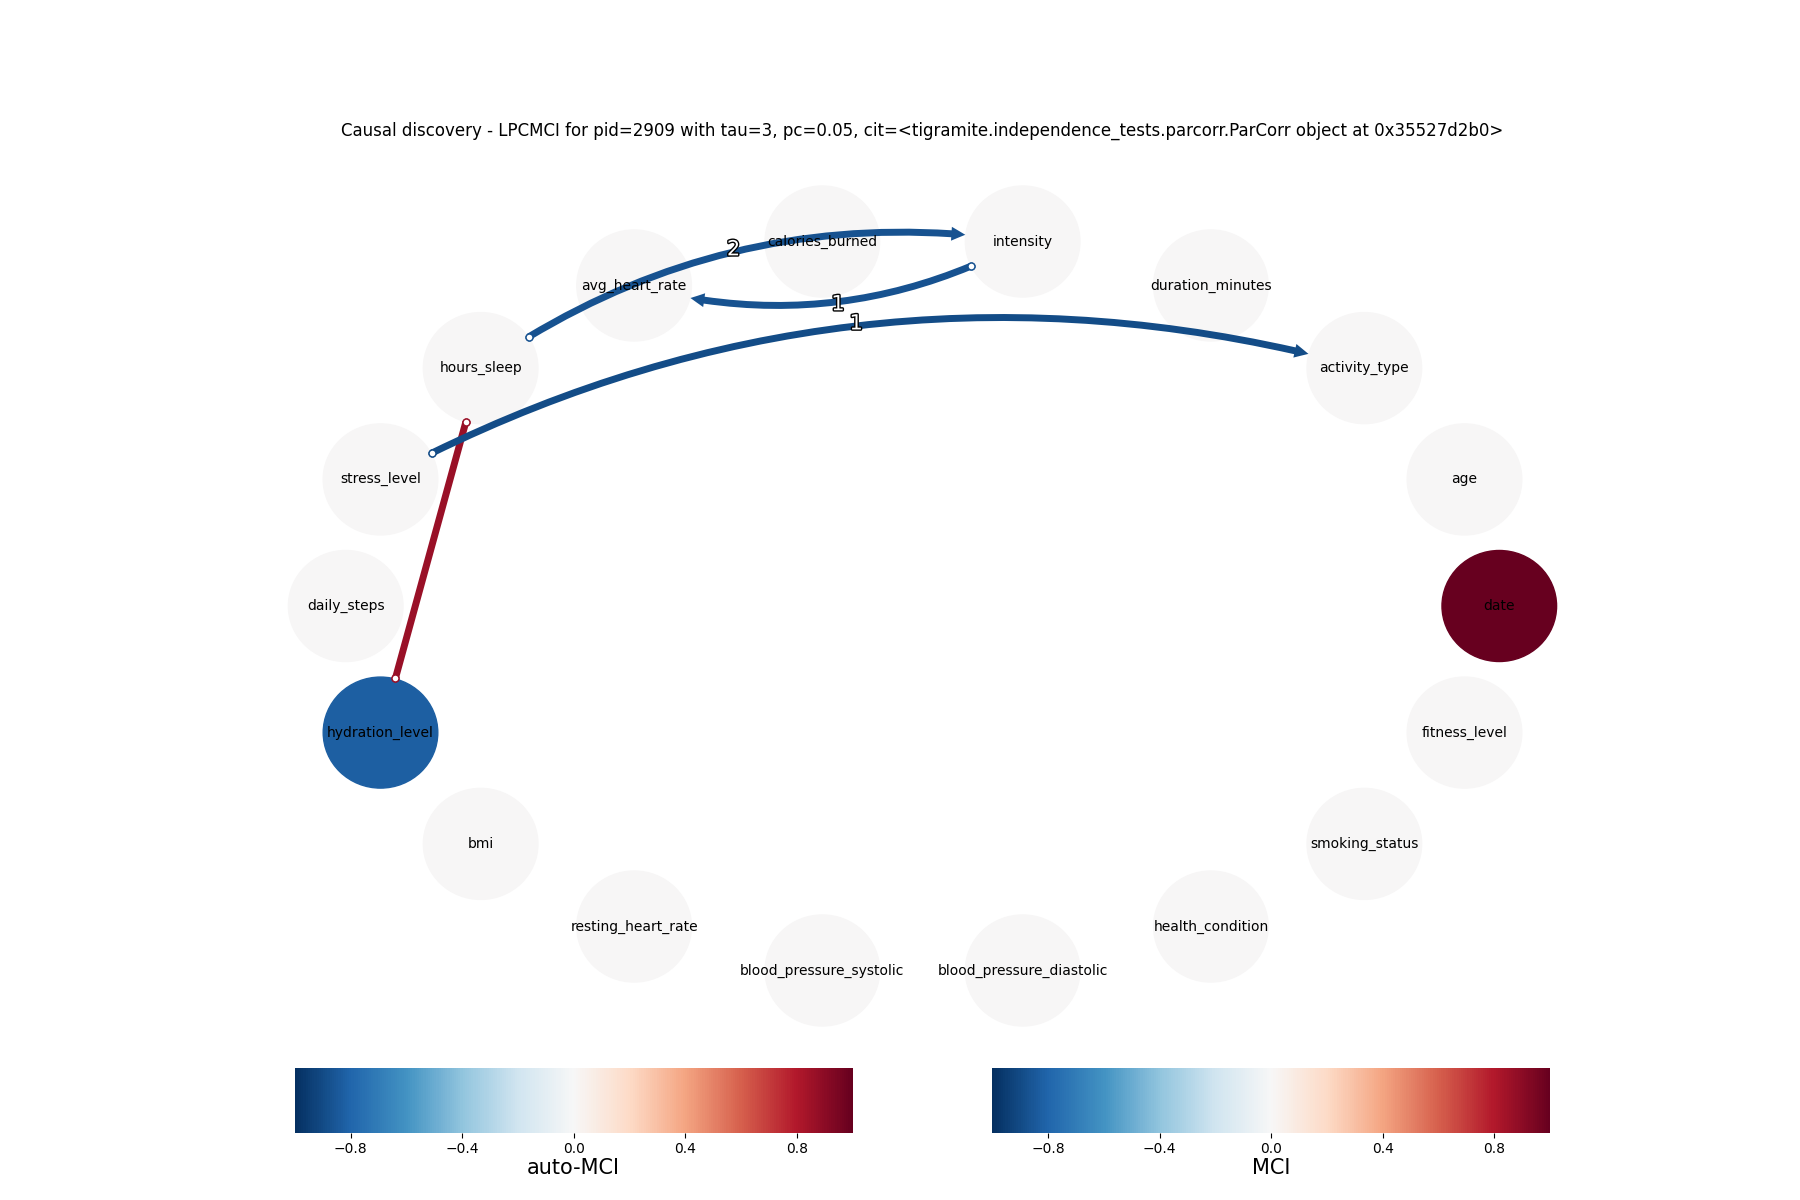 Causal discovery - LPCMCI for pid=2909 with tau=3, pc=0.05, cit=<tigramite.independence_tests.parcorr.ParCorr object at 0x35527d2b0>
calories_burned
intensity
2
avg_heart_rate
duration_minutes
1
1
hours_sleep
activity_type
stress_level
age
daily_steps
date
hydration_level
fitness_level
bmi
smoking_status
resting_heart_rate
health_condition
blood_pressure_systolic
blood_pressure_diastolic
−0.8 −0.4 0.0 0.4 0.8
auto-MCI
−0.8 −0.4 0.0 0.4 0.8
MCI